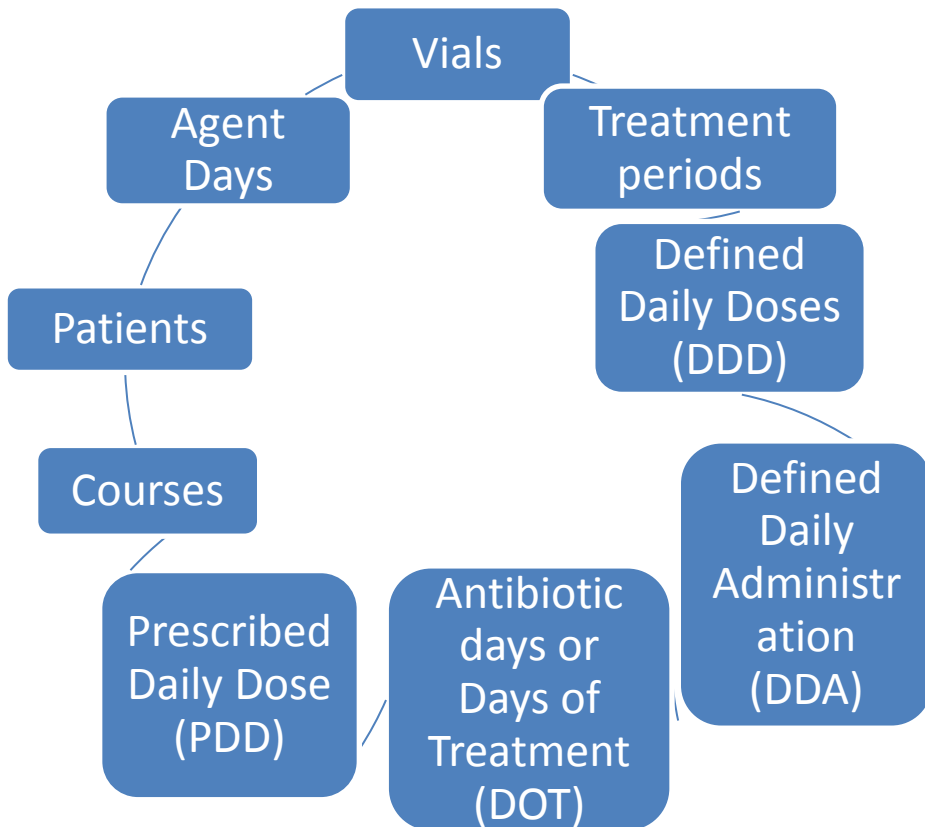 Vials
Treatment
periods
Defined
Daily Doses
(DDD)
Defined
Daily
Administr
ation
(DDA)
Antibiotic
days or
Days of
Treatment
(DOT)
Prescribed
Daily Dose
(PDD)
Courses
Patients
Agent
Days